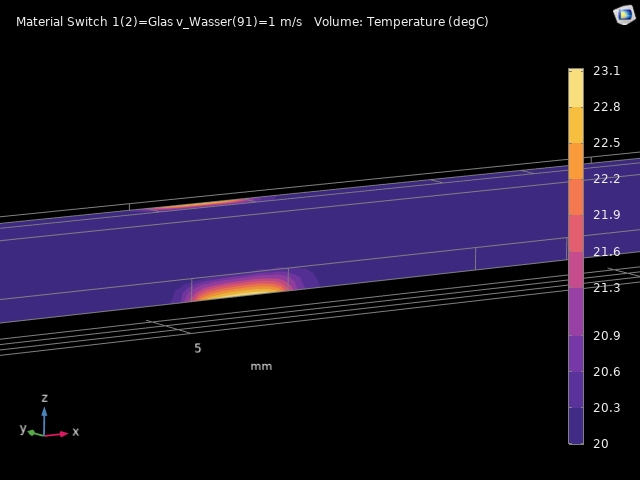 Material Switch 1(2)=Glas v_Wasser(91)=1 m/s   Volume: Temperature (degC)
23.1
22.8
22.5
22.2
21.9
21.6
21.3
20.9
20.6
20.3
20
5
mm
z
y
x